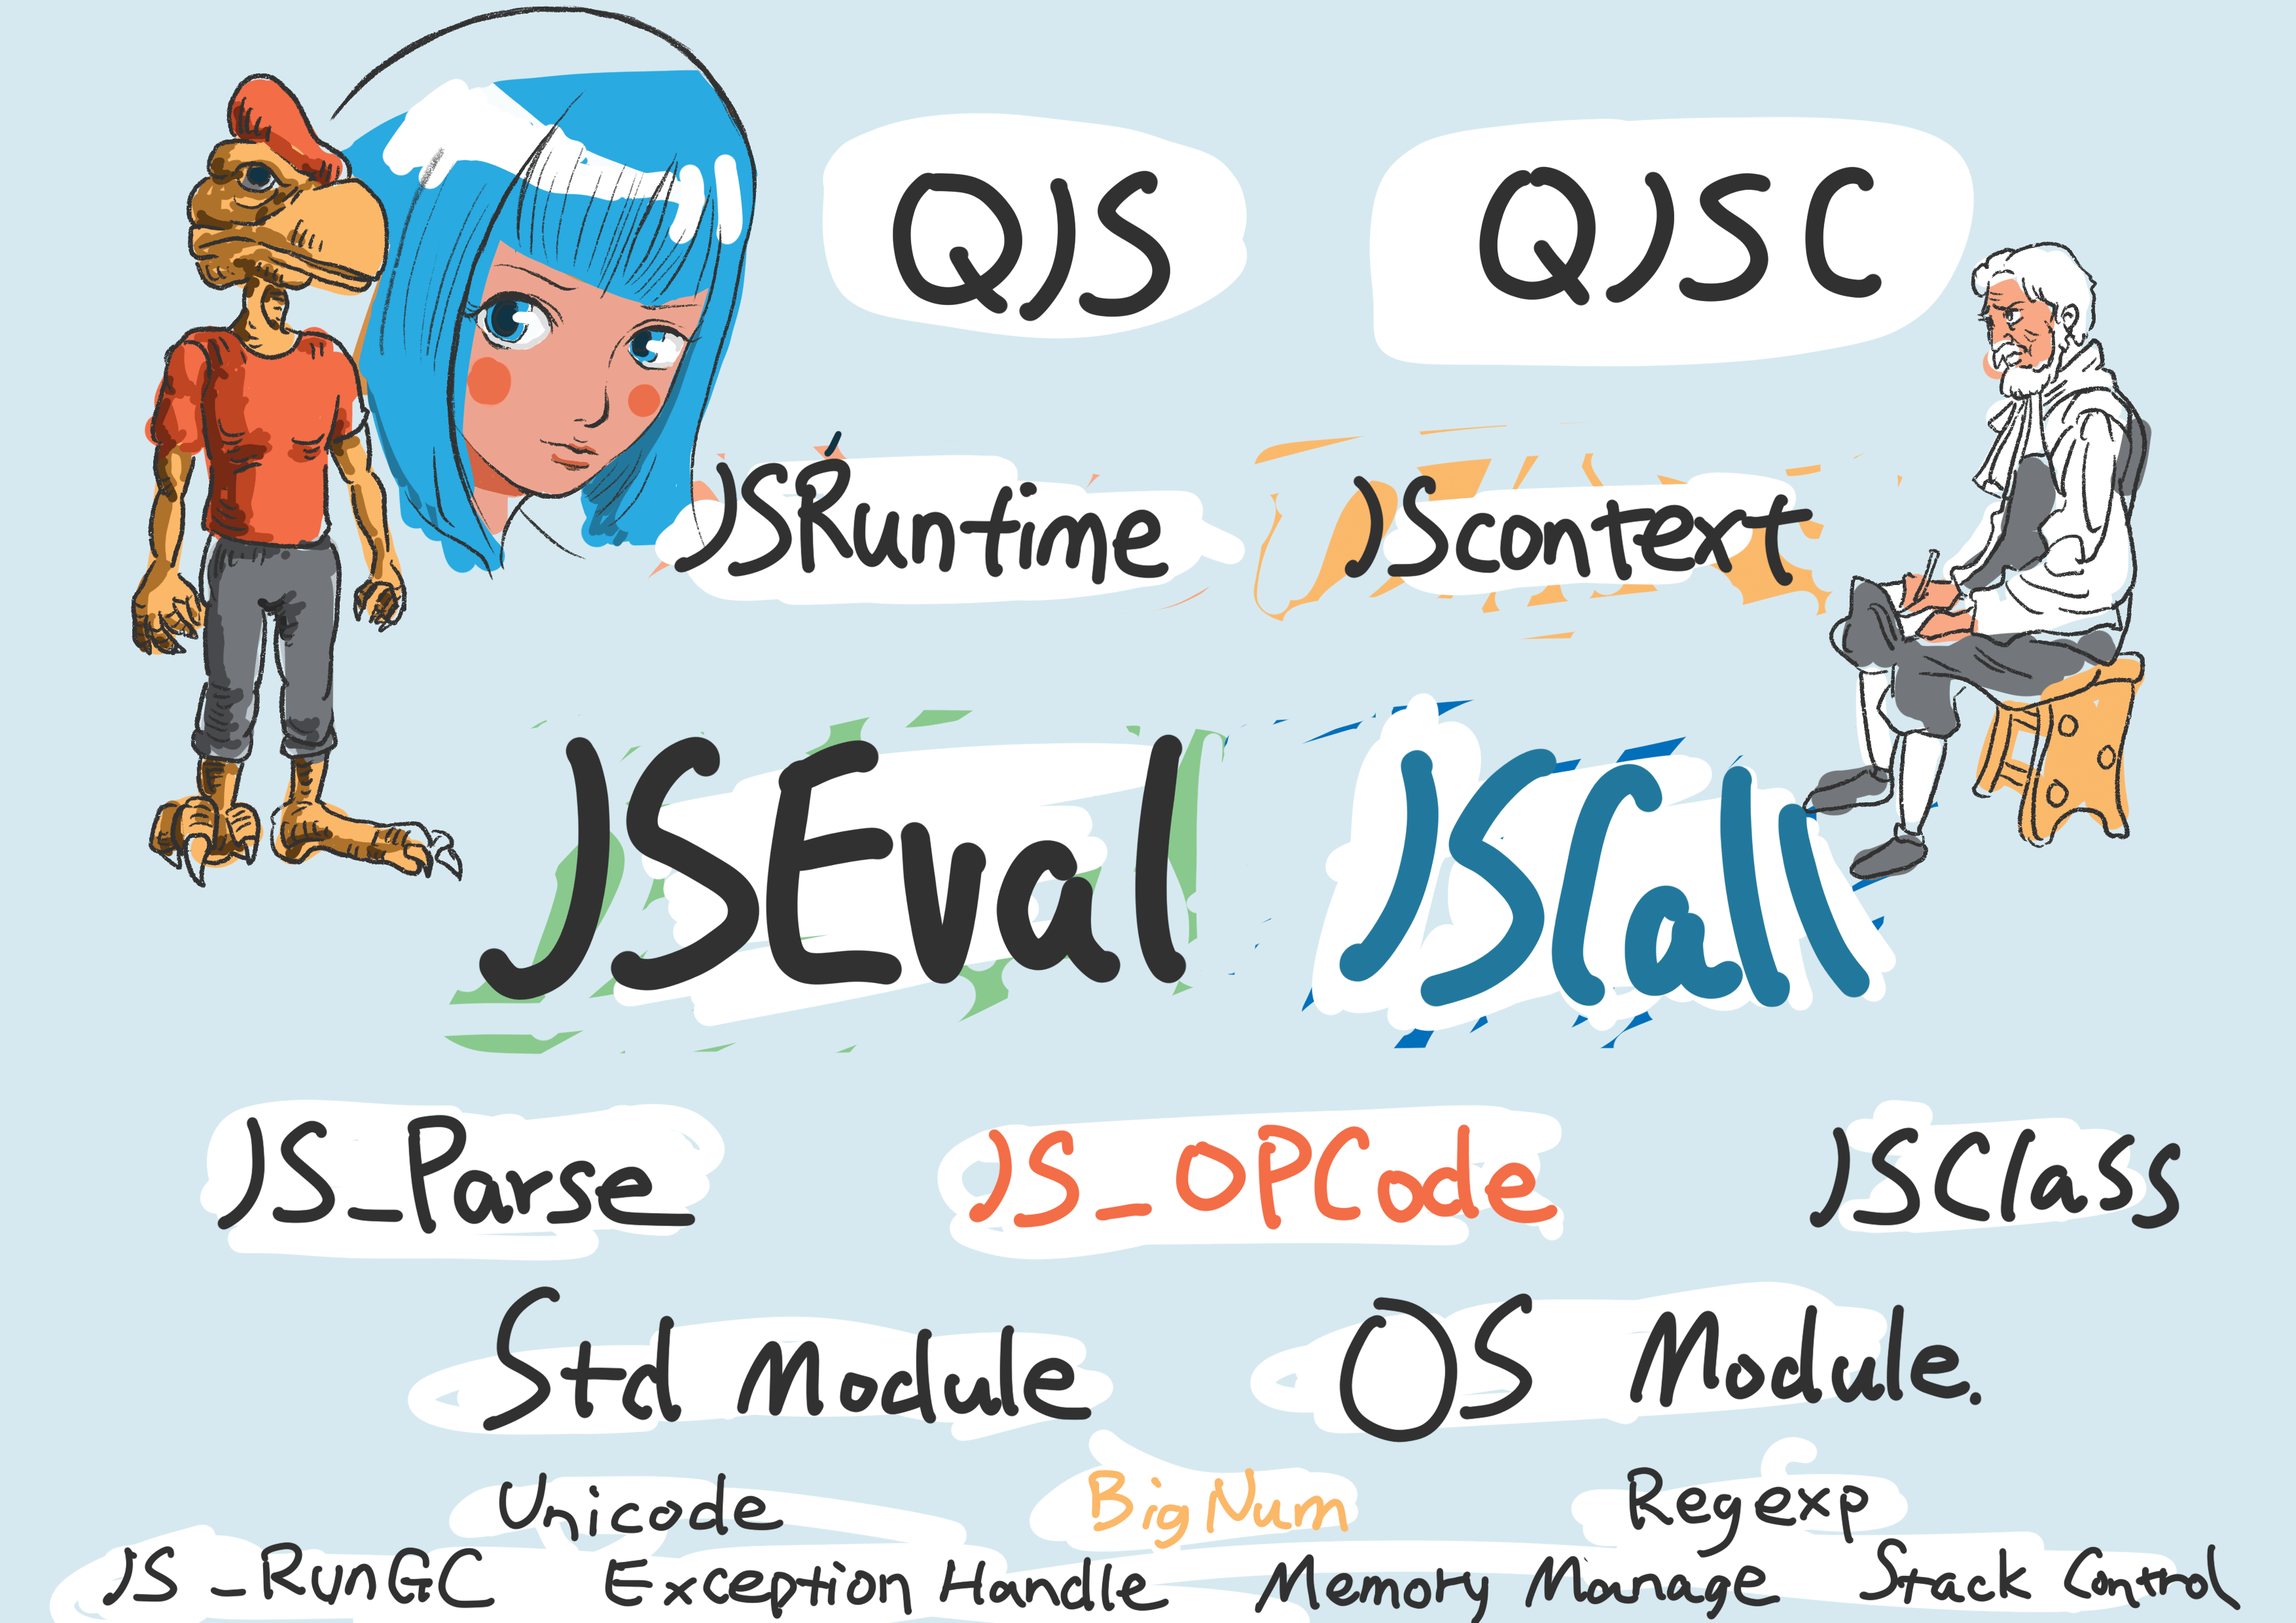 QJS QJSC
JSRuntime JScontext
JSEval JSCall
JS_Parse JS_OPCode JSClass
Std Module OS Module.
Unicode BigNum Regexp
JS_RunGC Exception Handle Memory Manage Stack Control